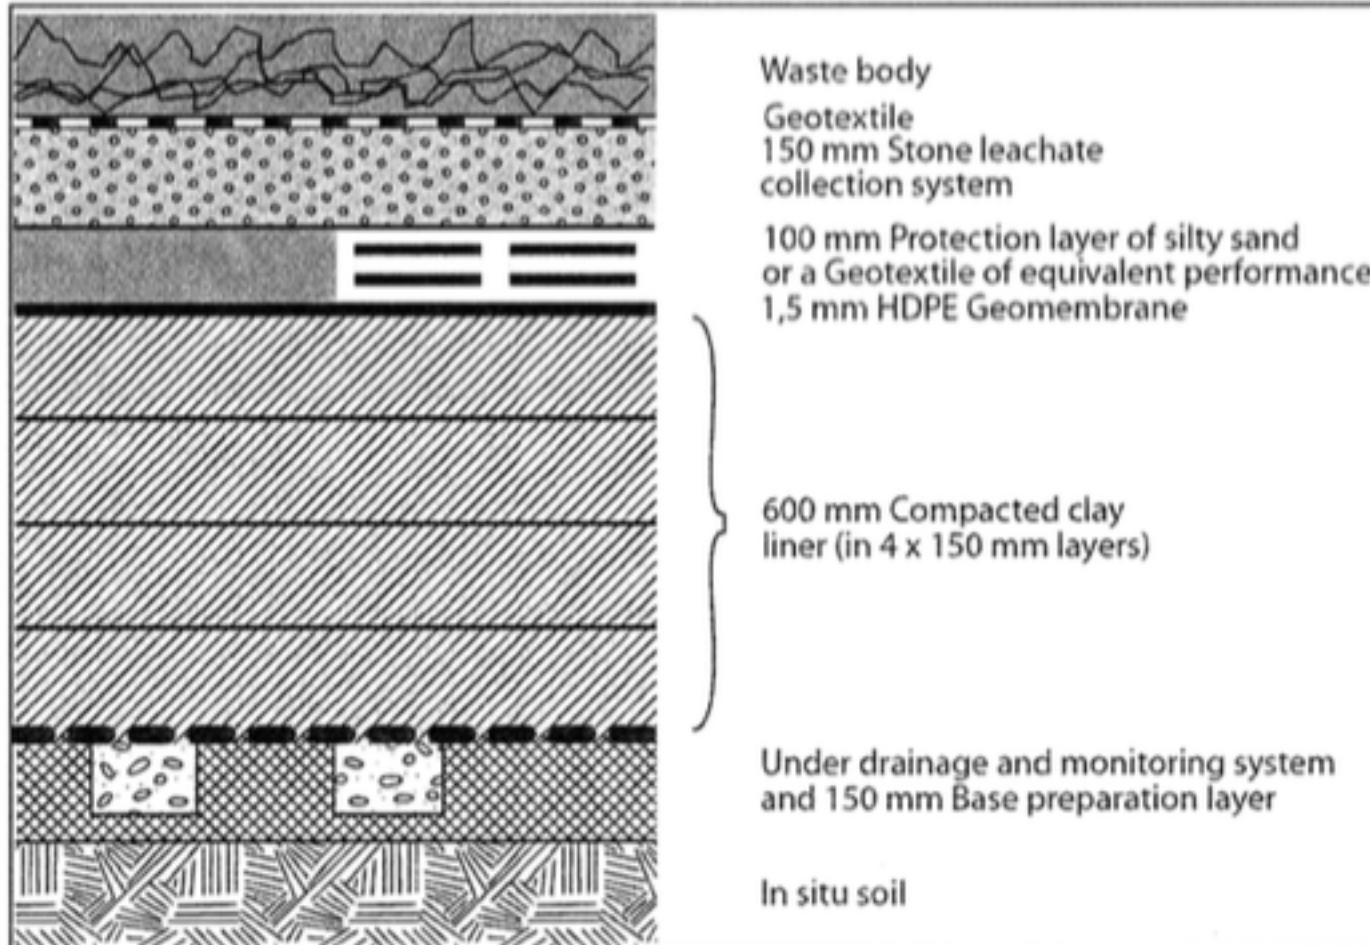 Waste body
Geotextile
150 mm Stone leachate
collection system
100 mm Protection layer of silty sand
or a Geotextile of equivalent performance
1,5 mm HDPE Geomembrane
600 mm Compacted clay
liner (in 4 x 150 mm layers)
Under drainage and monitoring system
and 150 mm Base preparation layer
In situ soil